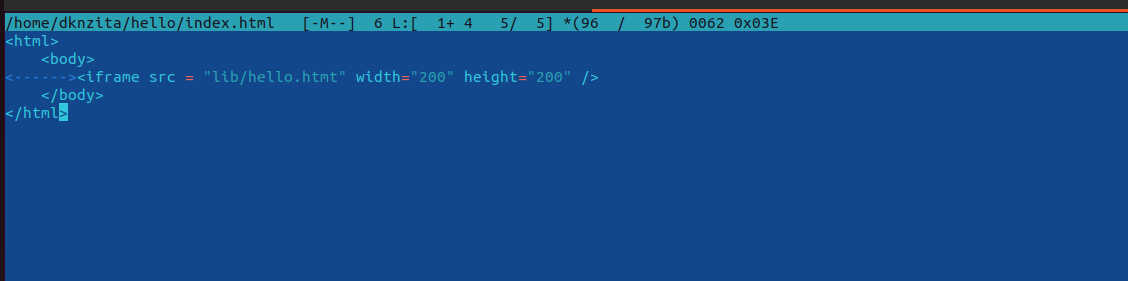 /home/dknzita/hello/index.html   [-M--]  6 L:[  1+ 4   5/  5] *(96  /  97b) 0062 0x03E
<html>
    <body>
<------><iframe src = "lib/hello.htmt" width="200" height="200" />
    </body>
</html>